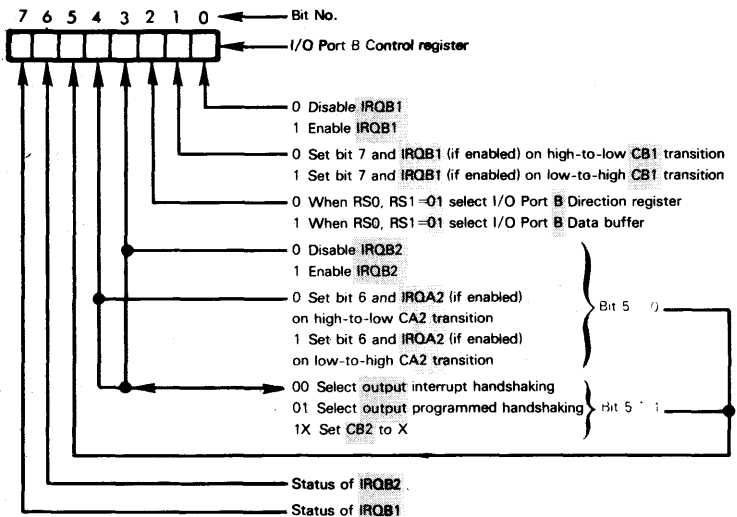 7 6 5 4 3 2 1 0 Bit No.
I/O Port B Control register
0 Disable IRQB1
1 Enable IRQB1
0 Set bit 7 and IRQB1 (if enabled) on high-to-low CB1 transition
1 Set bit 7 and IRQB1 (if enabled) on low-to-high CB1 transition
0 When RS0, RS1=01 select I/O Port B Direction register
1 When RS0, RS1=01 select I/O Port B Data buffer
0 Disable IRQB2
1 Enable IRQB2
0 Set bit 6 and IRQA2 (if enabled)
on high-to-low CA2 transition
1 Set bit 6 and IRQA2 (if enabled)
on low-to-high CA2 transition
Bit 5 0
00 Select output interrupt handshaking
01 Select output programmed handshaking
1X Set CB2 to X
Bit 5 1
Status of IRQB2
Status of IRQB1